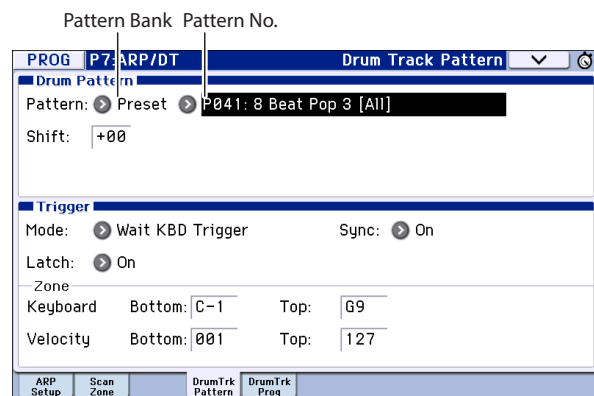 Pattern Bank Pattern No.
PROG P7:ARP/DT Drum Track Pattern
Drum Pattern
Pattern: Preset P041: 8 Beat Pop 3 [All]
Shift: +00
Trigger
Mode: Wait KBD Trigger Sync: On
Latch: On
Zone
Keyboard Bottom: C-1 Top: G9
Velocity Bottom: 001 Top: 127
ARP Setup Scan Zone DrumTrk Pattern DrumTrk Prog